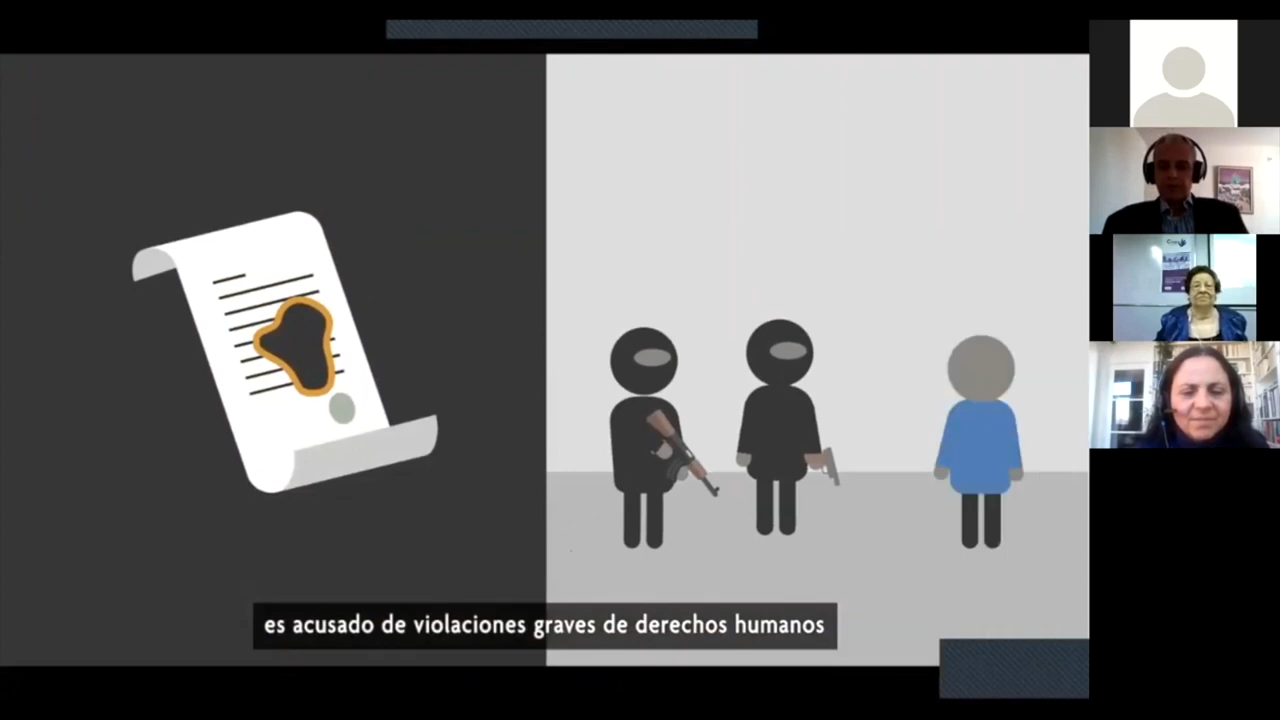 es acusado de violaciones graves de derechos humanos